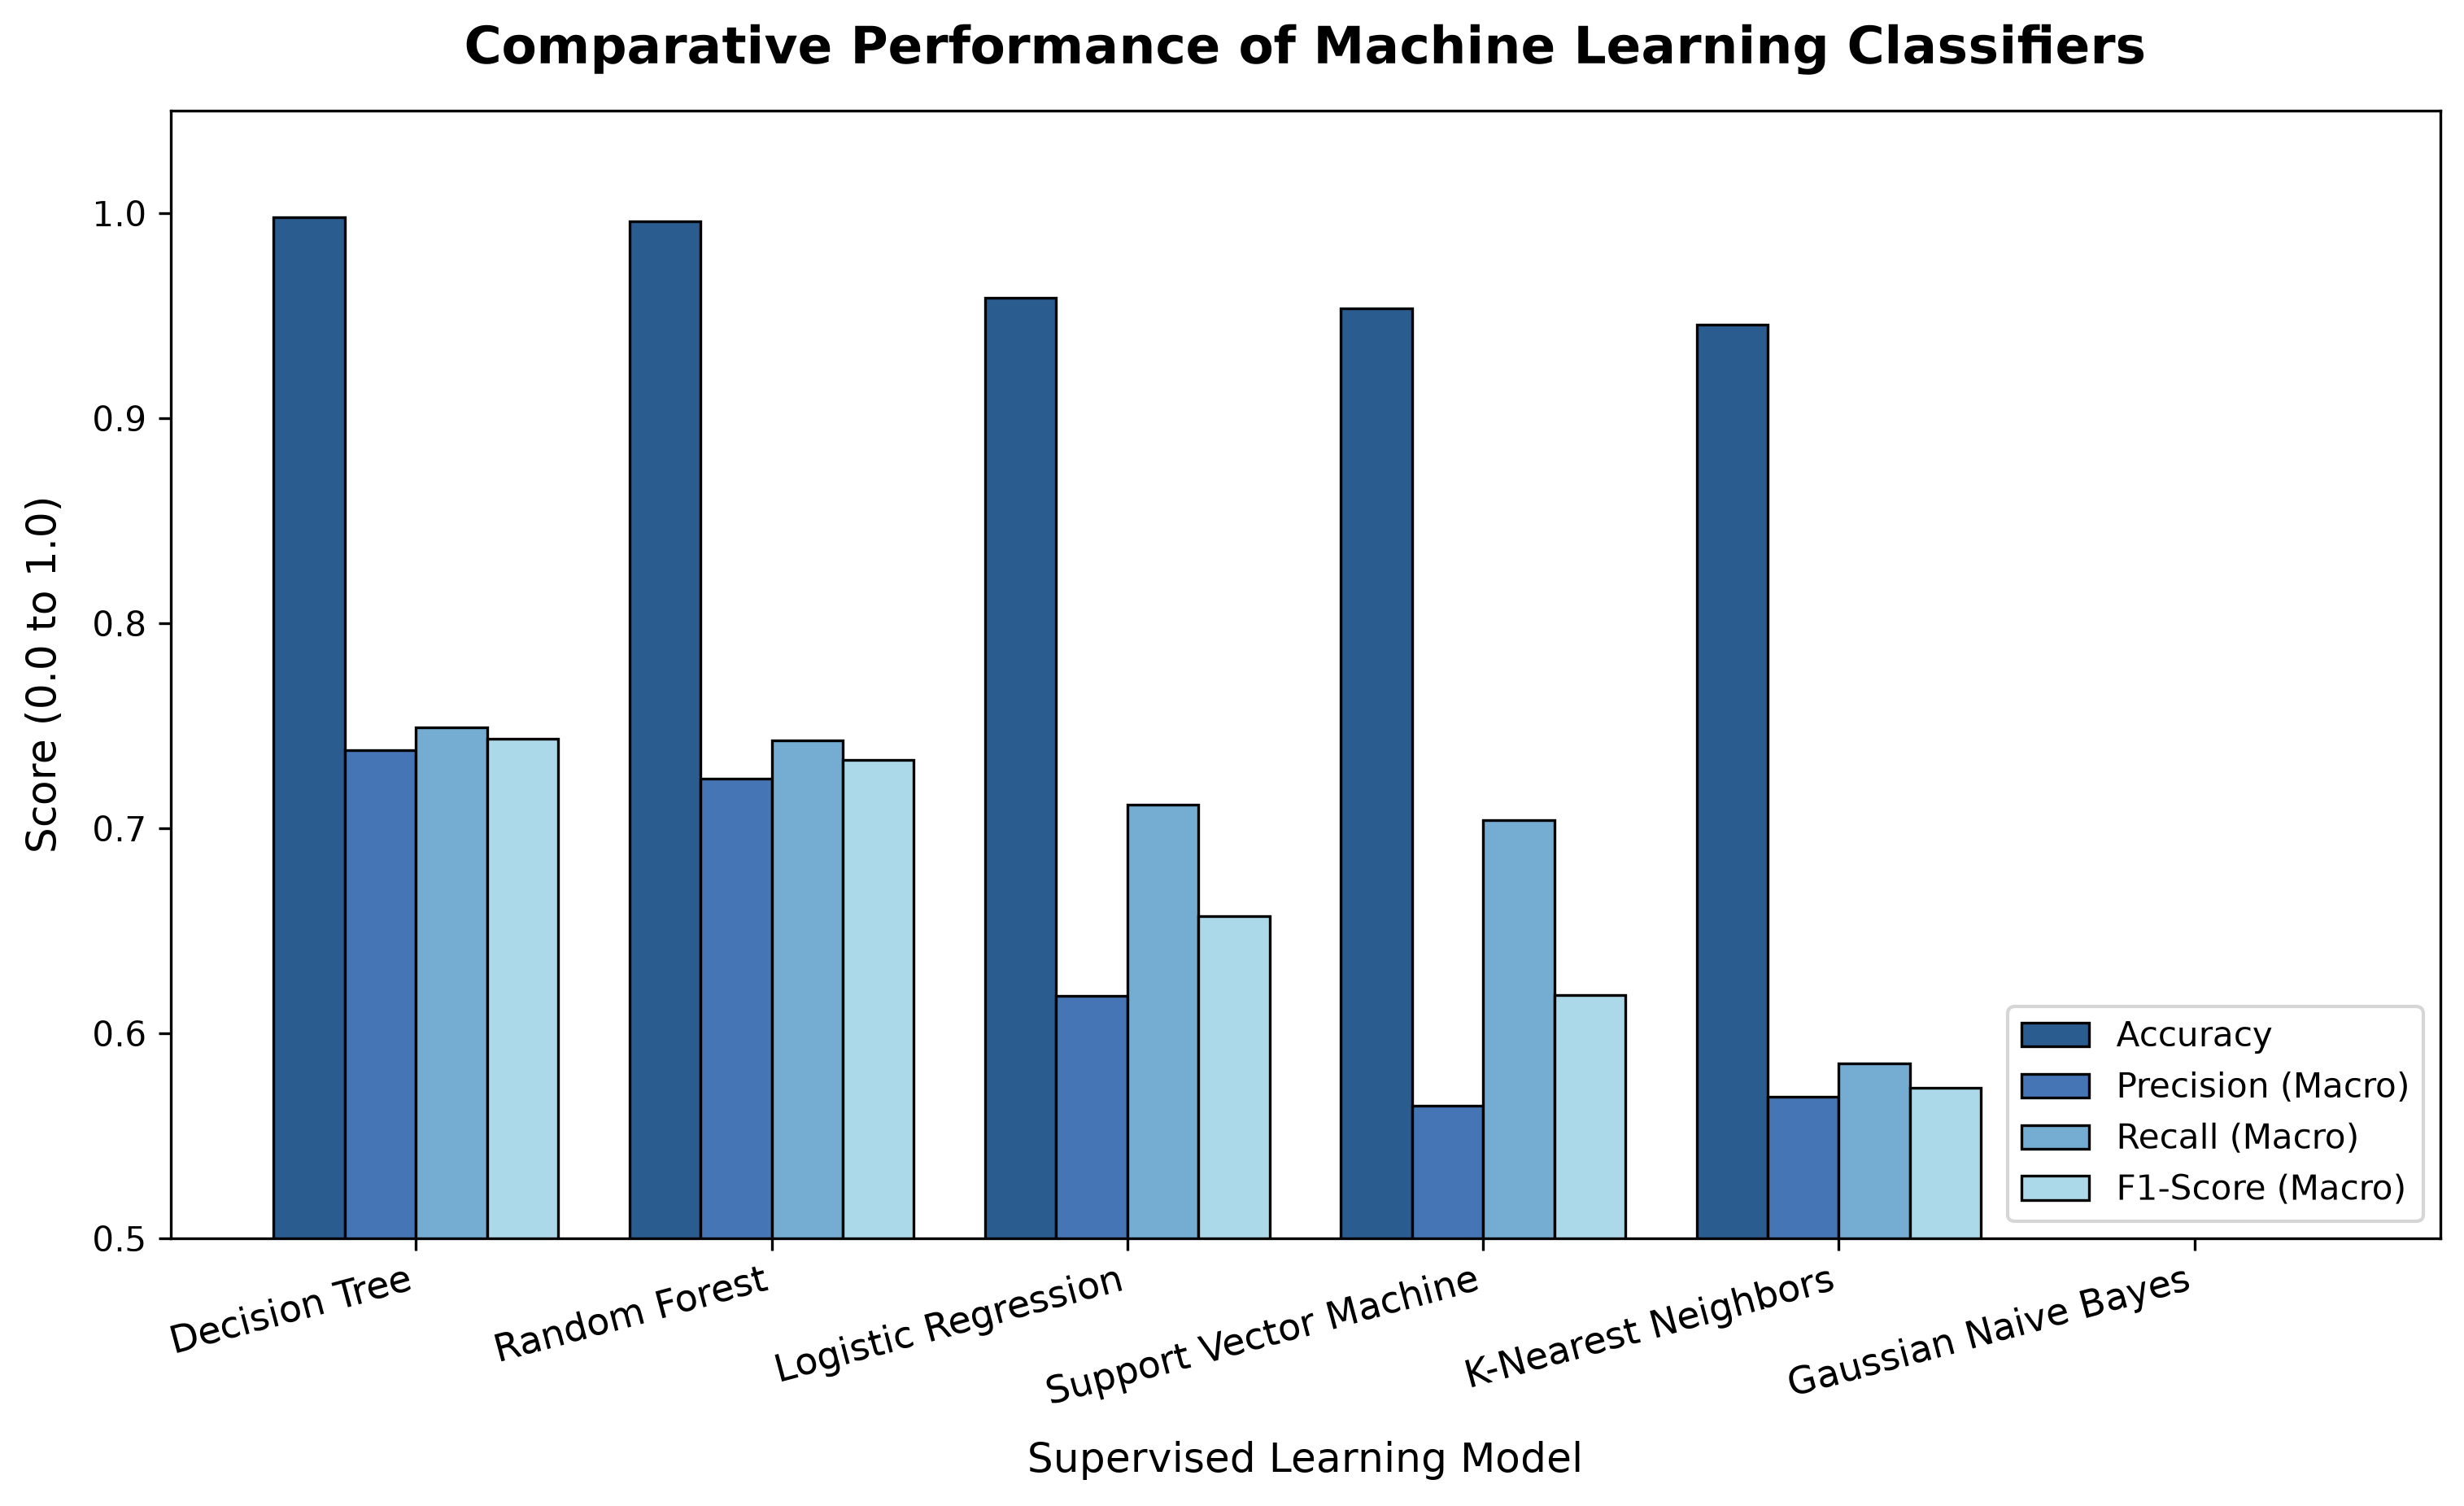 Comparative Performance of Machine Learning Classifiers
Score (0.0 to 1.0)
1.0
0.9
0.8
0.7
0.6
0.5
Accuracy
Precision (Macro)
Recall (Macro)
F1-Score (Macro)
Decision Tree
Random Forest
Logistic Regression
Support Vector Machine
K-Nearest Neighbors
Gaussian Naive Bayes
Supervised Learning Model